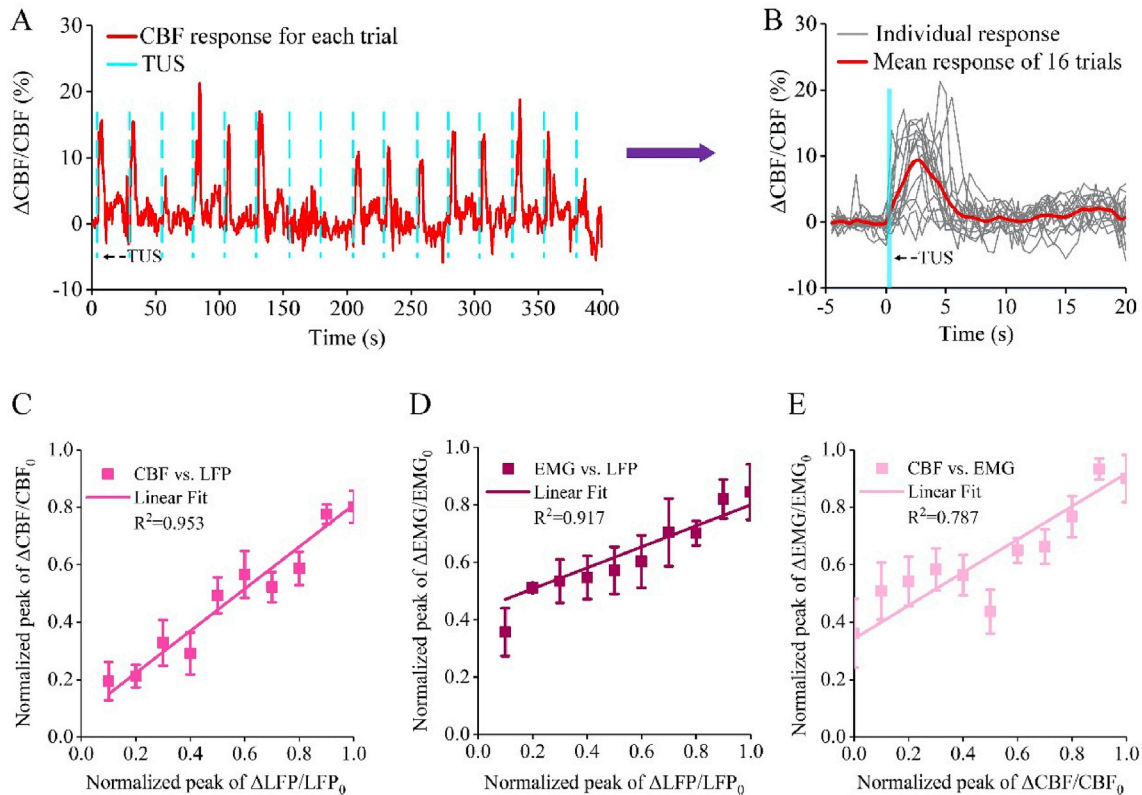 A
CBF response for each trial
TUS
ΔCBF/CBF (%)
30
20
10
0
-10
←--TUS
0 50 100 150 200 250 300 350 400
Time (s)
B
Individual response
Mean response of 16 trials
ΔCBF/CBF (%)
30
20
10
0
-10
←--TUS
-5 0 5 10 15 20
Time (s)
C
CBF vs. LFP
Linear Fit
R²=0.953
Normalized peak of ΔCBF/CBF₀
1.0
0.8
0.6
0.4
0.2
0.0
0.0 0.2 0.4 0.6 0.8 1.0
Normalized peak of ΔLFP/LFP₀
D
EMG vs. LFP
Linear Fit
R²=0.917
Normalized peak of ΔEMG/EMG₀
1.0
0.8
0.6
0.4
0.2
0.0
0.0 0.2 0.4 0.6 0.8 1.0
Normalized peak of ΔLFP/LFP₀
E
CBF vs. EMG
Linear Fit
R²=0.787
Normalized peak of ΔEMG/EMG₀
1.0
0.8
0.6
0.4
0.2
0.0
0.0 0.2 0.4 0.6 0.8 1.0
Normalized peak of ΔCBF/CBF₀